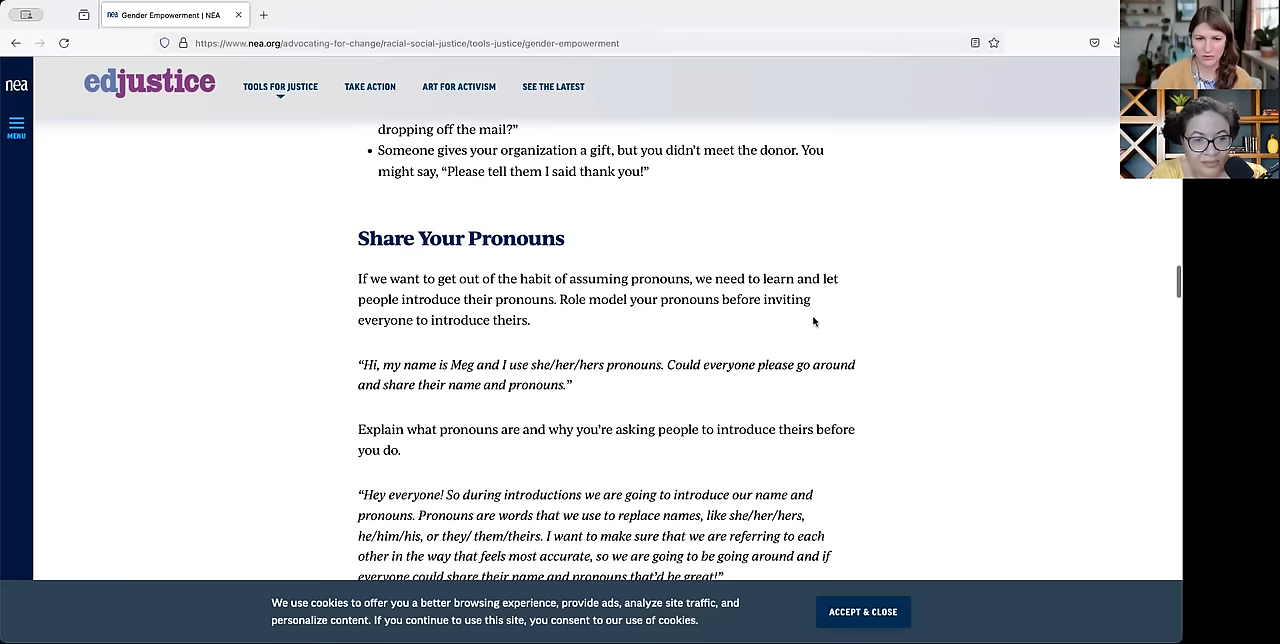 nea Gender Empowerment | NEA
https://www.nea.org/advocating-for-change/racial-social-justice/tools-justice/gender-empowerment
nea
MENU
edjustice
TOOLS FOR JUSTICE
TAKE ACTION
ART FOR ACTIVISM
SEE THE LATEST
dropping off the mail?”
• Someone gives your organization a gift, but you didn’t meet the donor. You
might say, “Please tell them I said thank you!”
Share Your Pronouns
If we want to get out of the habit of assuming pronouns, we need to learn and let
people introduce their pronouns. Role model your pronouns before inviting
everyone to introduce theirs.
“Hi, my name is Meg and I use she/her/hers pronouns. Could everyone please go around
and share their name and pronouns.”
Explain what pronouns are and why you’re asking people to introduce theirs before
you do.
“Hey everyone! So during introductions we are going to introduce our name and
pronouns. Pronouns are words that we use to replace names, like she/her/hers,
he/him/his, or they/ them/theirs. I want to make sure that we are referring to each
other in the way that feels most accurate, so we are going to be going around and if
everyone could share their name and pronouns that’d be great!”
We use cookies to offer you a better browsing experience, provide ads, analyze site traffic, and
personalize content. If you continue to use this site, you consent to our use of cookies.
ACCEPT & CLOSE